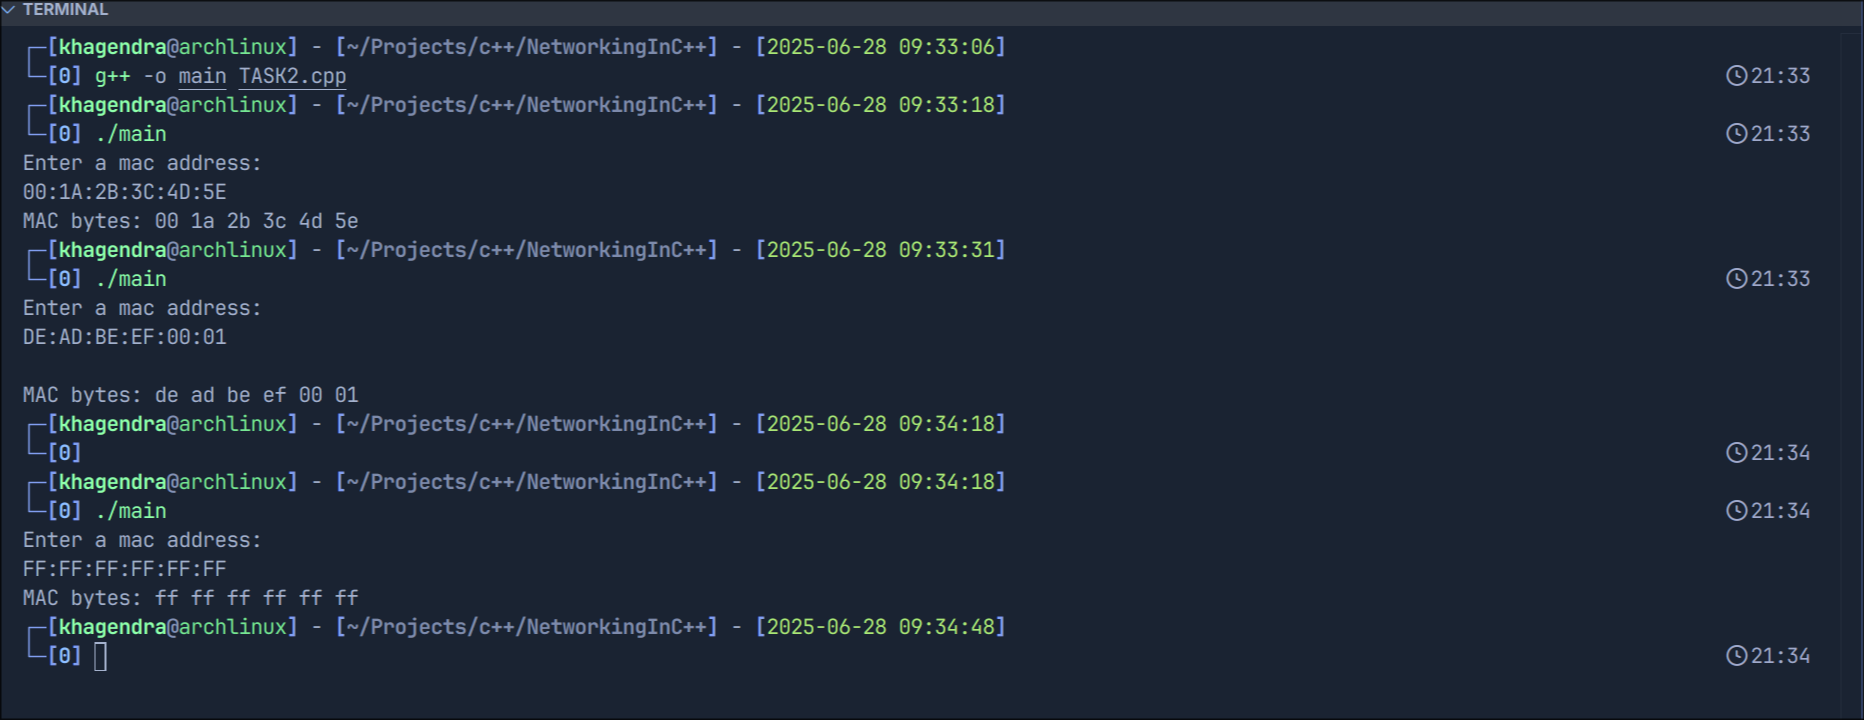 TERMINAL
┌─[khagendra@archlinux] - [~/Projects/c++/NetworkingInC++] - [2025-06-28 09:33:06]
└─[0] g++ -o main TASK2.cpp 21:33
┌─[khagendra@archlinux] - [~/Projects/c++/NetworkingInC++] - [2025-06-28 09:33:18]
└─[0] ./main 21:33
Enter a mac address:
00:1A:2B:3C:4D:5E
MAC bytes: 00 1a 2b 3c 4d 5e
┌─[khagendra@archlinux] - [~/Projects/c++/NetworkingInC++] - [2025-06-28 09:33:31]
└─[0] ./main 21:33
Enter a mac address:
DE:AD:BE:EF:00:01
MAC bytes: de ad be ef 00 01
┌─[khagendra@archlinux] - [~/Projects/c++/NetworkingInC++] - [2025-06-28 09:34:18]
└─[0] 21:34
┌─[khagendra@archlinux] - [~/Projects/c++/NetworkingInC++] - [2025-06-28 09:34:18]
└─[0] ./main 21:34
Enter a mac address:
FF:FF:FF:FF:FF:FF
MAC bytes: ff ff ff ff ff ff
┌─[khagendra@archlinux] - [~/Projects/c++/NetworkingInC++] - [2025-06-28 09:34:48]
└─[0] 21:34